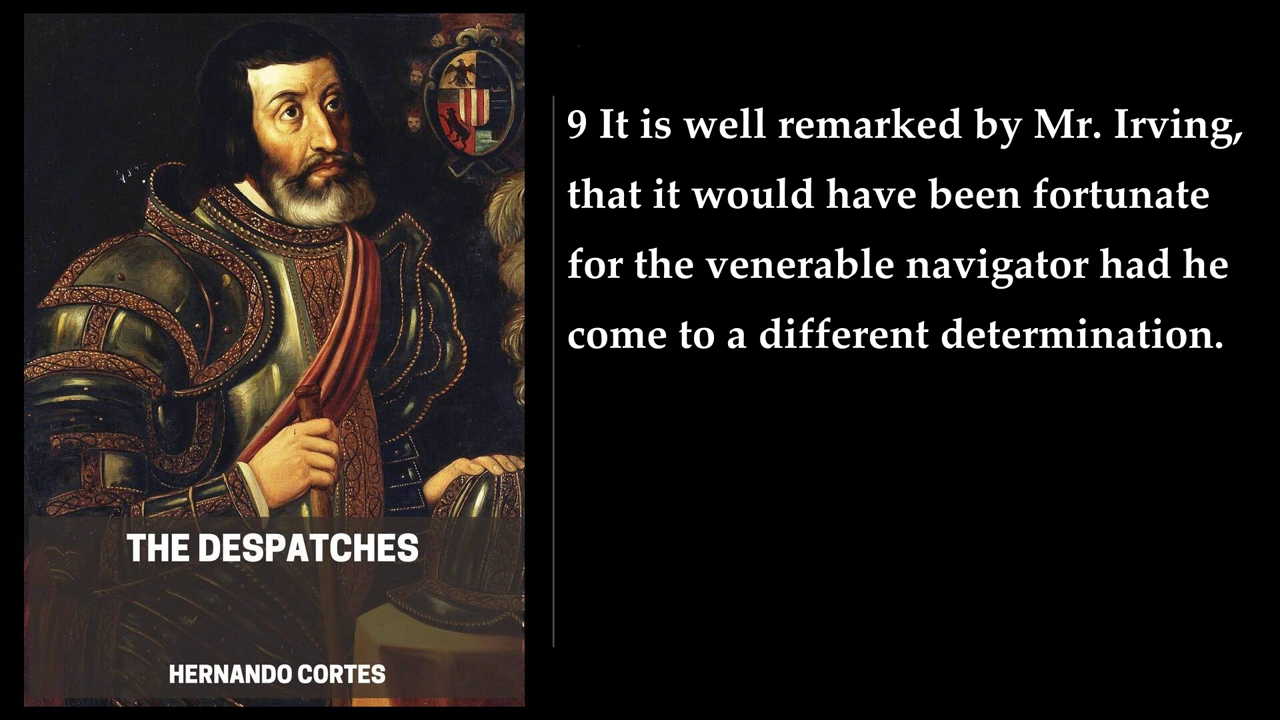 THE DESPATCHES
HERNANDO CORTES
9 It is well remarked by Mr. Irving,
that it would have been fortunate
for the venerable navigator had he
come to a different determination.